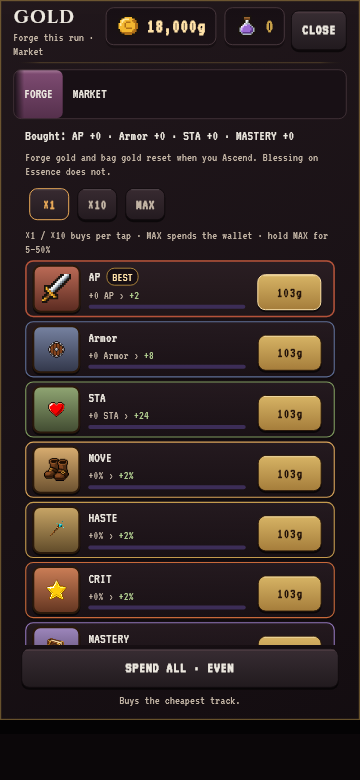 GOLD
Forge this run · Market
18,000g
0
CLOSE
FORGE
MARKET
Bought: AP +0 · Armor +0 · STA +0 · MASTERY +0
Forge gold and bag gold reset when you Ascend. Blessing on
Essence does not.
X1
X10
MAX
X1 / X10 buys per tap · MAX spends the wallet · hold MAX for
5-50%
AP BEST
+0 AP › +2
103g
Armor
+0 Armor › +8
103g
STA
+0 STA › +24
103g
MOVE
+0% › +2%
103g
HASTE
+0% › +2%
103g
CRIT
+0% › +2%
103g
MASTERY
SPEND ALL · EVEN
Buys the cheapest track.